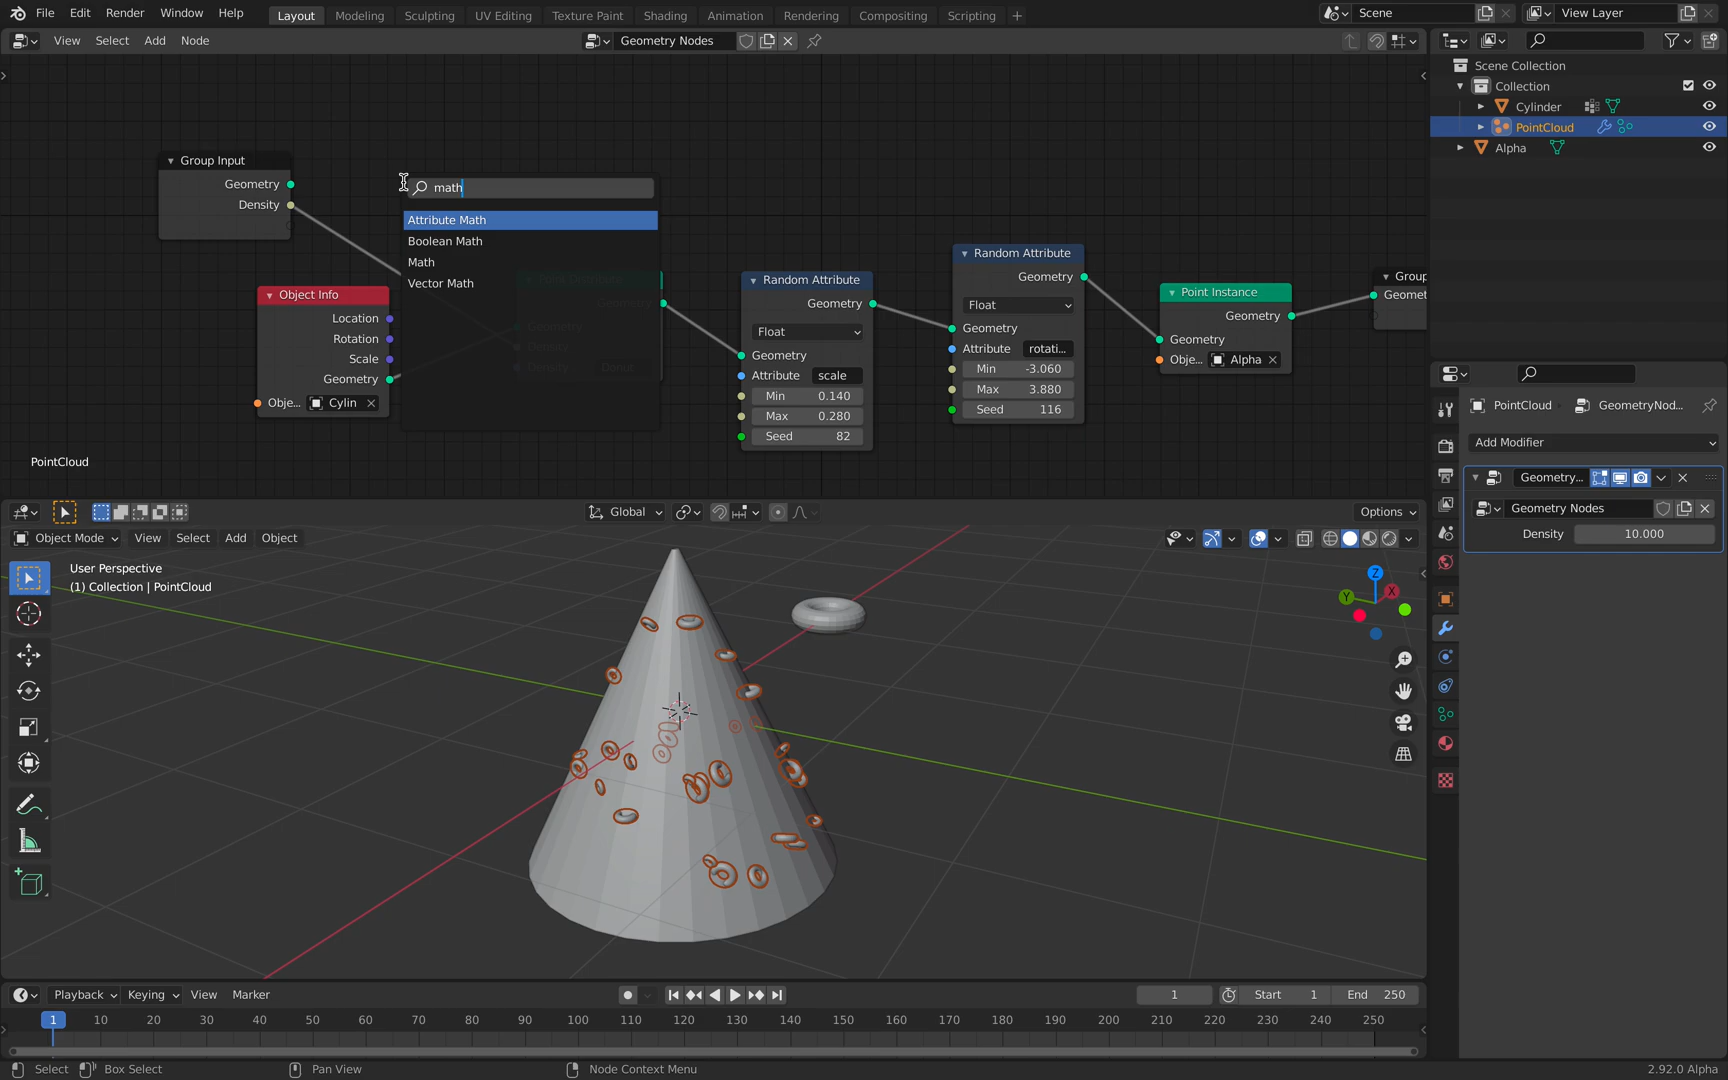 File Edit Render Window Help Layout Modeling Sculpting UV Editing Texture Paint Shading Animation Rendering Compositing Scripting + Scene View Layer
View Select Add Node Geometry Nodes
Scene Collection
Collection
Cylinder
PointCloud
Alpha
Group Input
Geometry
Density
math
Attribute Math
Boolean Math
Math
Vector Math
Object Info
Location
Rotation
Scale
Geometry
Obje... Cylin
Geometry
Density
Density Donut
Random Attribute
Geometry
Float
Geometry
Attribute scale
Min 0.140
Max 0.280
Seed 82
Random Attribute
Geometry
Float
Geometry
Attribute rotati...
Min -3.060
Max 3.880
Seed 116
Point Instance
Geometry
Geometry
Obje... Alpha
Group
Geomet
PointCloud
PointCloud GeometryNod...
Add Modifier
Geometry...
Geometry Nodes
Density 10.000
Global Options
Object Mode View Select Add Object
User Perspective
(1) Collection | PointCloud
Z
X
Y
Playback Keying View Marker 1 Start 1 End 250
1 10 20 30 40 50 60 70 80 90 100 110 120 130 140 150 160 170 180 190 200 210 220 230 240 250
Select Box Select Pan View Node Context Menu 2.92.0 Alpha